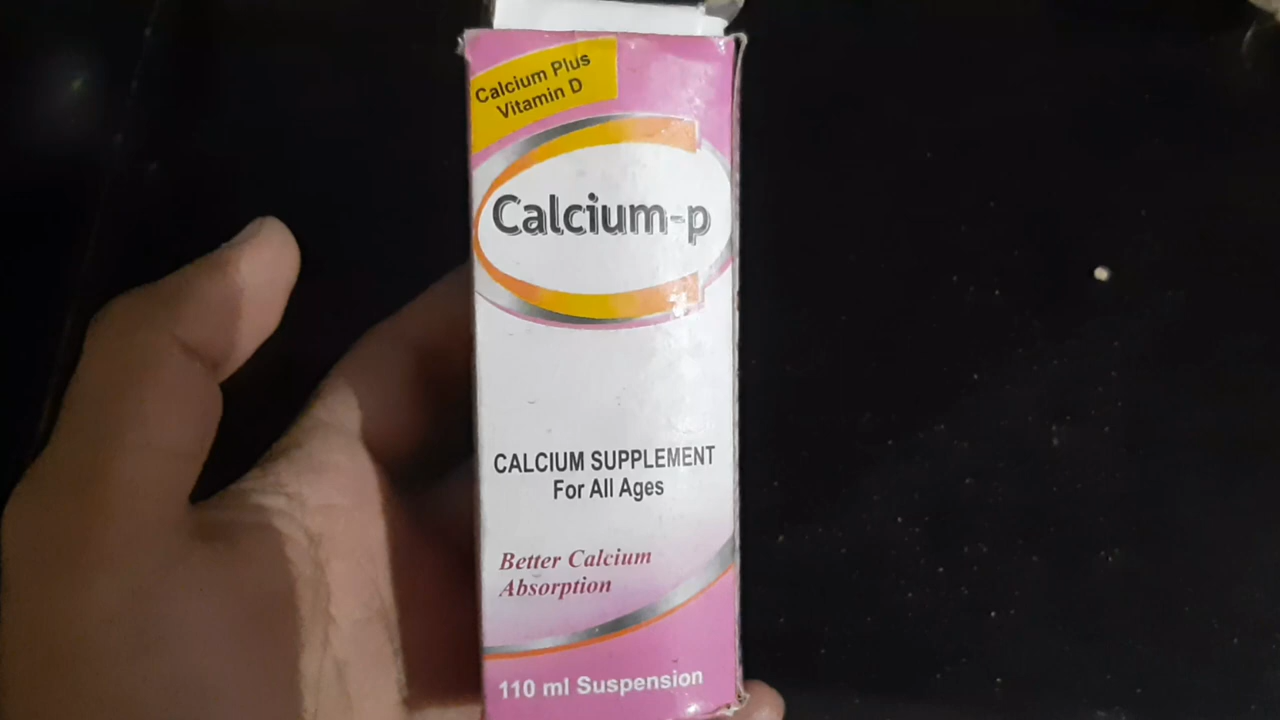 Calcium Plus
Vitamin D
Calcium-p
CALCIUM SUPPLEMENT
For All Ages
Better Calcium
Absorption
110 ml Suspension